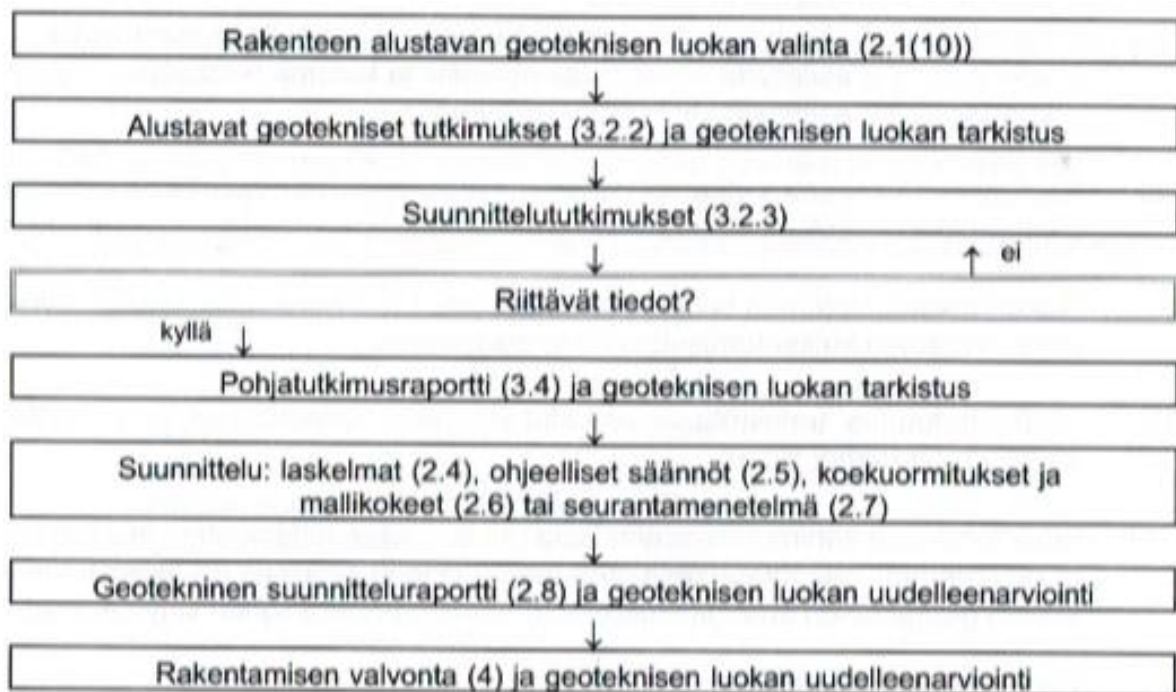 Rakenteen alustavan geoteknisen luokan valinta (2.1(10))
↓
Alustavat geotekniset tutkimukset (3.2.2) ja geoteknisen luokan tarkistus
↓
Suunnittelututkimukset (3.2.3)
↓ ↑ ei
Riittävät tiedot?
kyllä ↓
Pohjatutkimusraportti (3.4) ja geoteknisen luokan tarkistus
↓
Suunnittelu: laskelmat (2.4), ohjeelliset säännöt (2.5), koekuormitukset ja
mallikokeet (2.6) tai seurantamenetelmä (2.7)
↓
Geotekninen suunnitteluraportti (2.8) ja geoteknisen luokan uudelleenarviointi
↓
Rakentamisen valvonta (4) ja geoteknisen luokan uudelleenarviointi